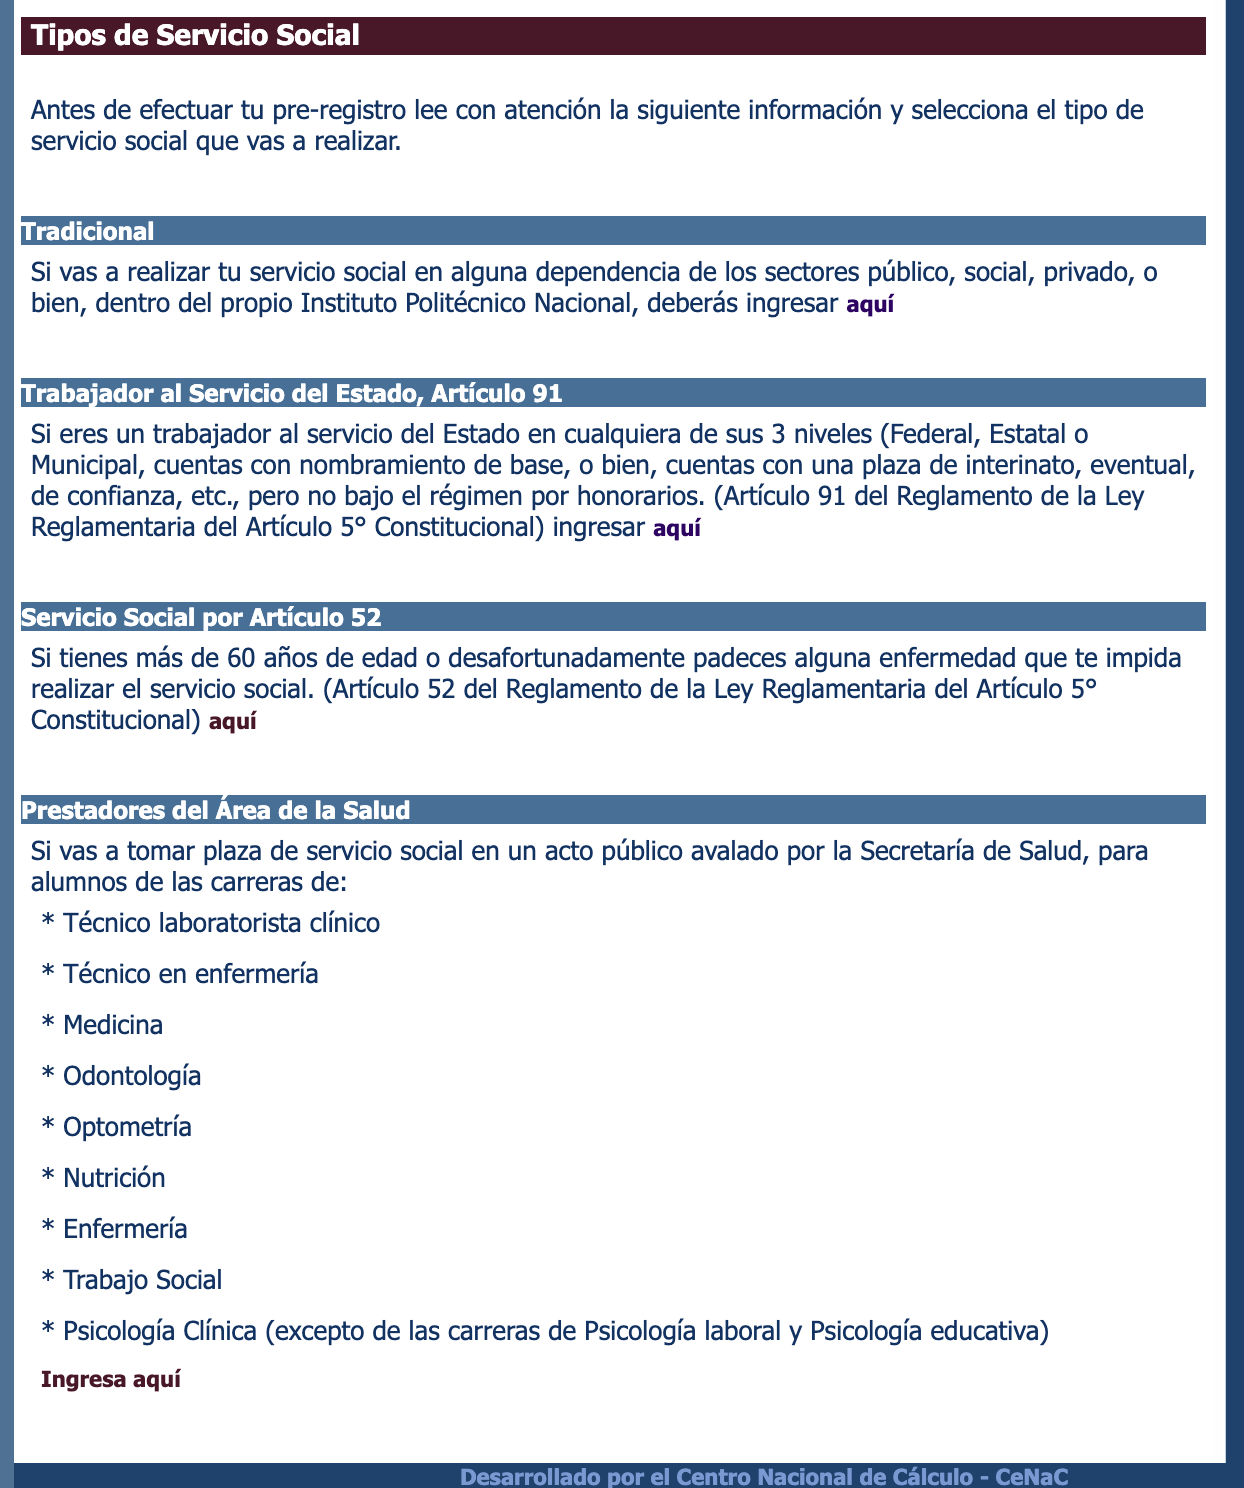 Tipos de Servicio Social
Antes de efectuar tu pre-registro lee con atención la siguiente información y selecciona el tipo de
servicio social que vas a realizar.
Tradicional
Si vas a realizar tu servicio social en alguna dependencia de los sectores público, social, privado, o
bien, dentro del propio Instituto Politécnico Nacional, deberás ingresar aquí
Trabajador al Servicio del Estado, Artículo 91
Si eres un trabajador al servicio del Estado en cualquiera de sus 3 niveles (Federal, Estatal o
Municipal, cuentas con nombramiento de base, o bien, cuentas con una plaza de interinato, eventual,
de confianza, etc., pero no bajo el régimen por honorarios. (Artículo 91 del Reglamento de la Ley
Reglamentaria del Artículo 5° Constitucional) ingresar aquí
Servicio Social por Artículo 52
Si tienes más de 60 años de edad o desafortunadamente padeces alguna enfermedad que te impida
realizar el servicio social. (Artículo 52 del Reglamento de la Ley Reglamentaria del Artículo 5°
Constitucional) aquí
Prestadores del Área de la Salud
Si vas a tomar plaza de servicio social en un acto público avalado por la Secretaría de Salud, para
alumnos de las carreras de:
* Técnico laboratorista clínico
* Técnico en enfermería
* Medicina
* Odontología
* Optometría
* Nutrición
* Enfermería
* Trabajo Social
* Psicología Clínica (excepto de las carreras de Psicología laboral y Psicología educativa)
Ingresa aquí
Desarrollado por el Centro Nacional de Cálculo - CeNaC